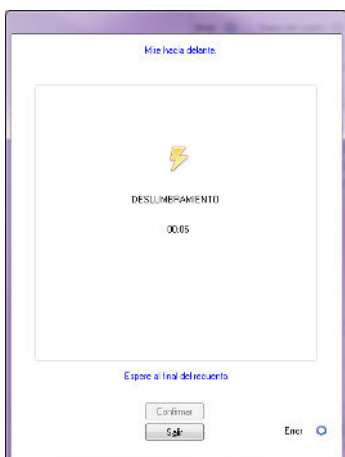 Mire hacia delante.
DESLUMBRAMIENTO
00:05
Espere al final del recuento.
Confirmar
Salir
Error